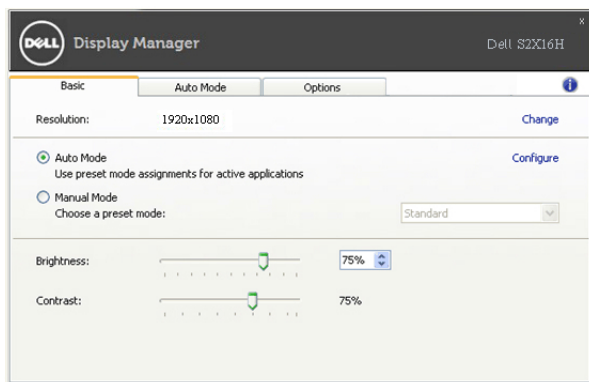 DELL Display Manager
Dell S2X16H
x
Basic
Auto Mode
Options
i
Resolution:
1920x1080
Change
Auto Mode
Configure
Use preset mode assignments for active applications
Manual Mode
Choose a preset mode:
Standard
Brightness:
75%
Contrast:
75%